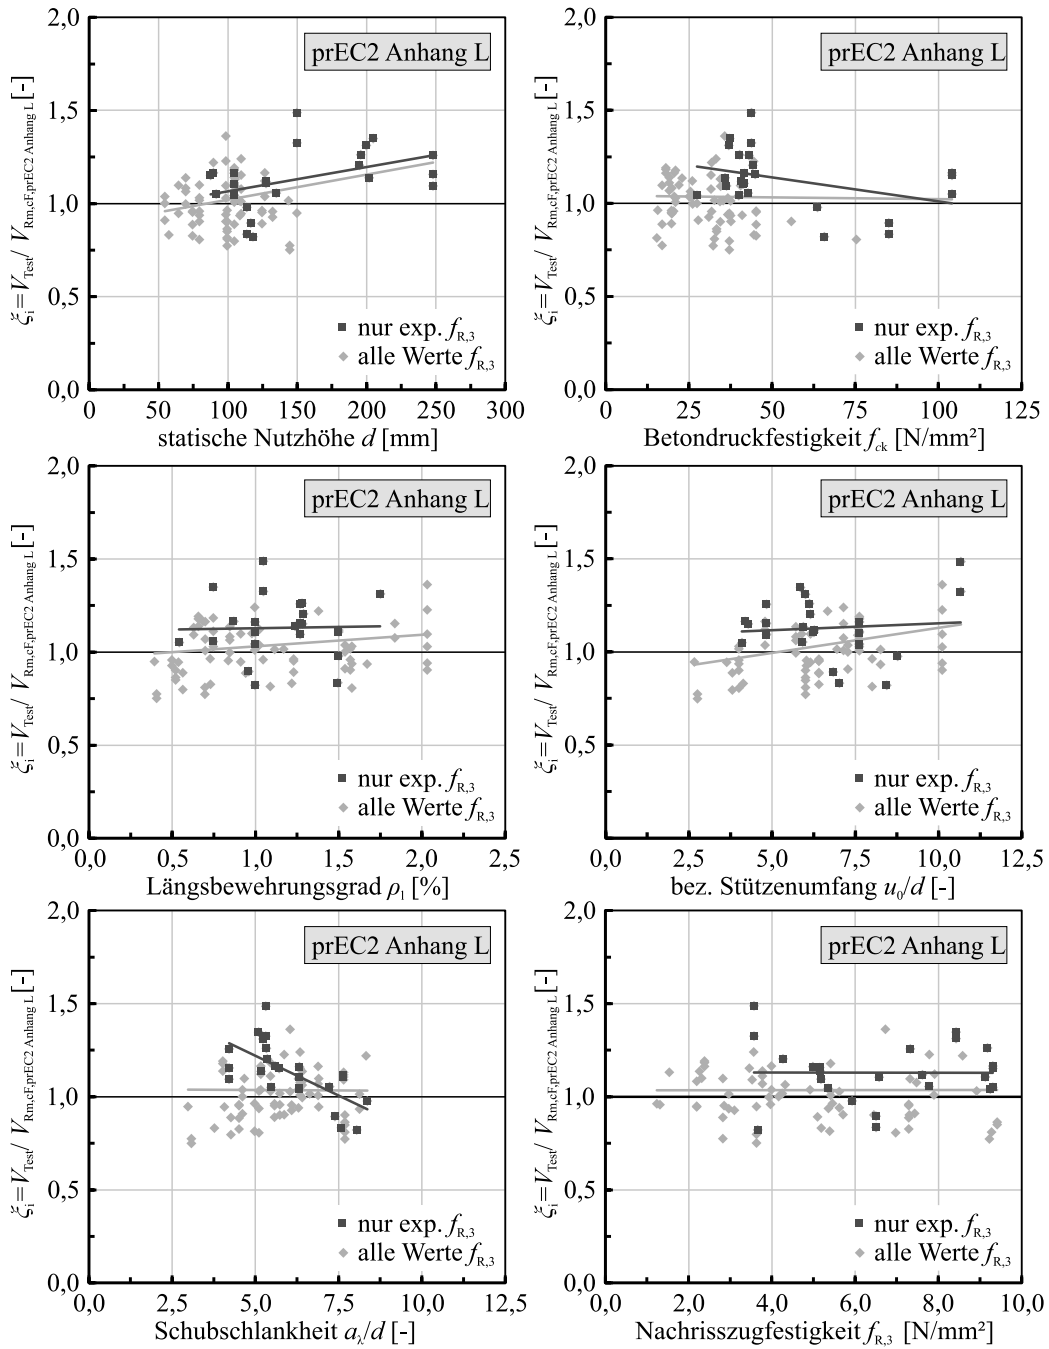 prEC2 Anhang L
ξi=VTest/ VRm,cF,prEC2 Anhang L [-]
2,0
1,5
1,0
0,5
0,0
nur exp. fR,3
alle Werte fR,3
0 50 100 150 200 250 300
statische Nutzhöhe d [mm]
prEC2 Anhang L
ξi=VTest/ VRm,cF,prEC2 Anhang L [-]
2,0
1,5
1,0
0,5
0,0
nur exp. fR,3
alle Werte fR,3
0 25 50 75 100 125
Betondruckfestigkeit fck [N/mm²]
prEC2 Anhang L
ξi=VTest/ VRm,cF,prEC2 Anhang L [-]
2,0
1,5
1,0
0,5
0,0
nur exp. fR,3
alle Werte fR,3
0,0 0,5 1,0 1,5 2,0 2,5
Längsbewehrungsgrad ρl [%]
prEC2 Anhang L
ξi=VTest/ VRm,cF,prEC2 Anhang L [-]
2,0
1,5
1,0
0,5
0,0
nur exp. fR,3
alle Werte fR,3
0,0 2,5 5,0 7,5 10,0 12,5
bez. Stützenumfang u0/d [-]
prEC2 Anhang L
ξi=VTest/ VRm,cF,prEC2 Anhang L [-]
2,0
1,5
1,0
0,5
0,0
nur exp. fR,3
alle Werte fR,3
0,0 2,5 5,0 7,5 10,0 12,5
Schubschlankheit aλ/d [-]
prEC2 Anhang L
ξi=VTest/ VRm,cF,prEC2 Anhang L [-]
2,0
1,5
1,0
0,5
0,0
nur exp. fR,3
alle Werte fR,3
0,0 2,0 4,0 6,0 8,0 10,0
Nachrisszugfestigkeit fR,3 [N/mm²]